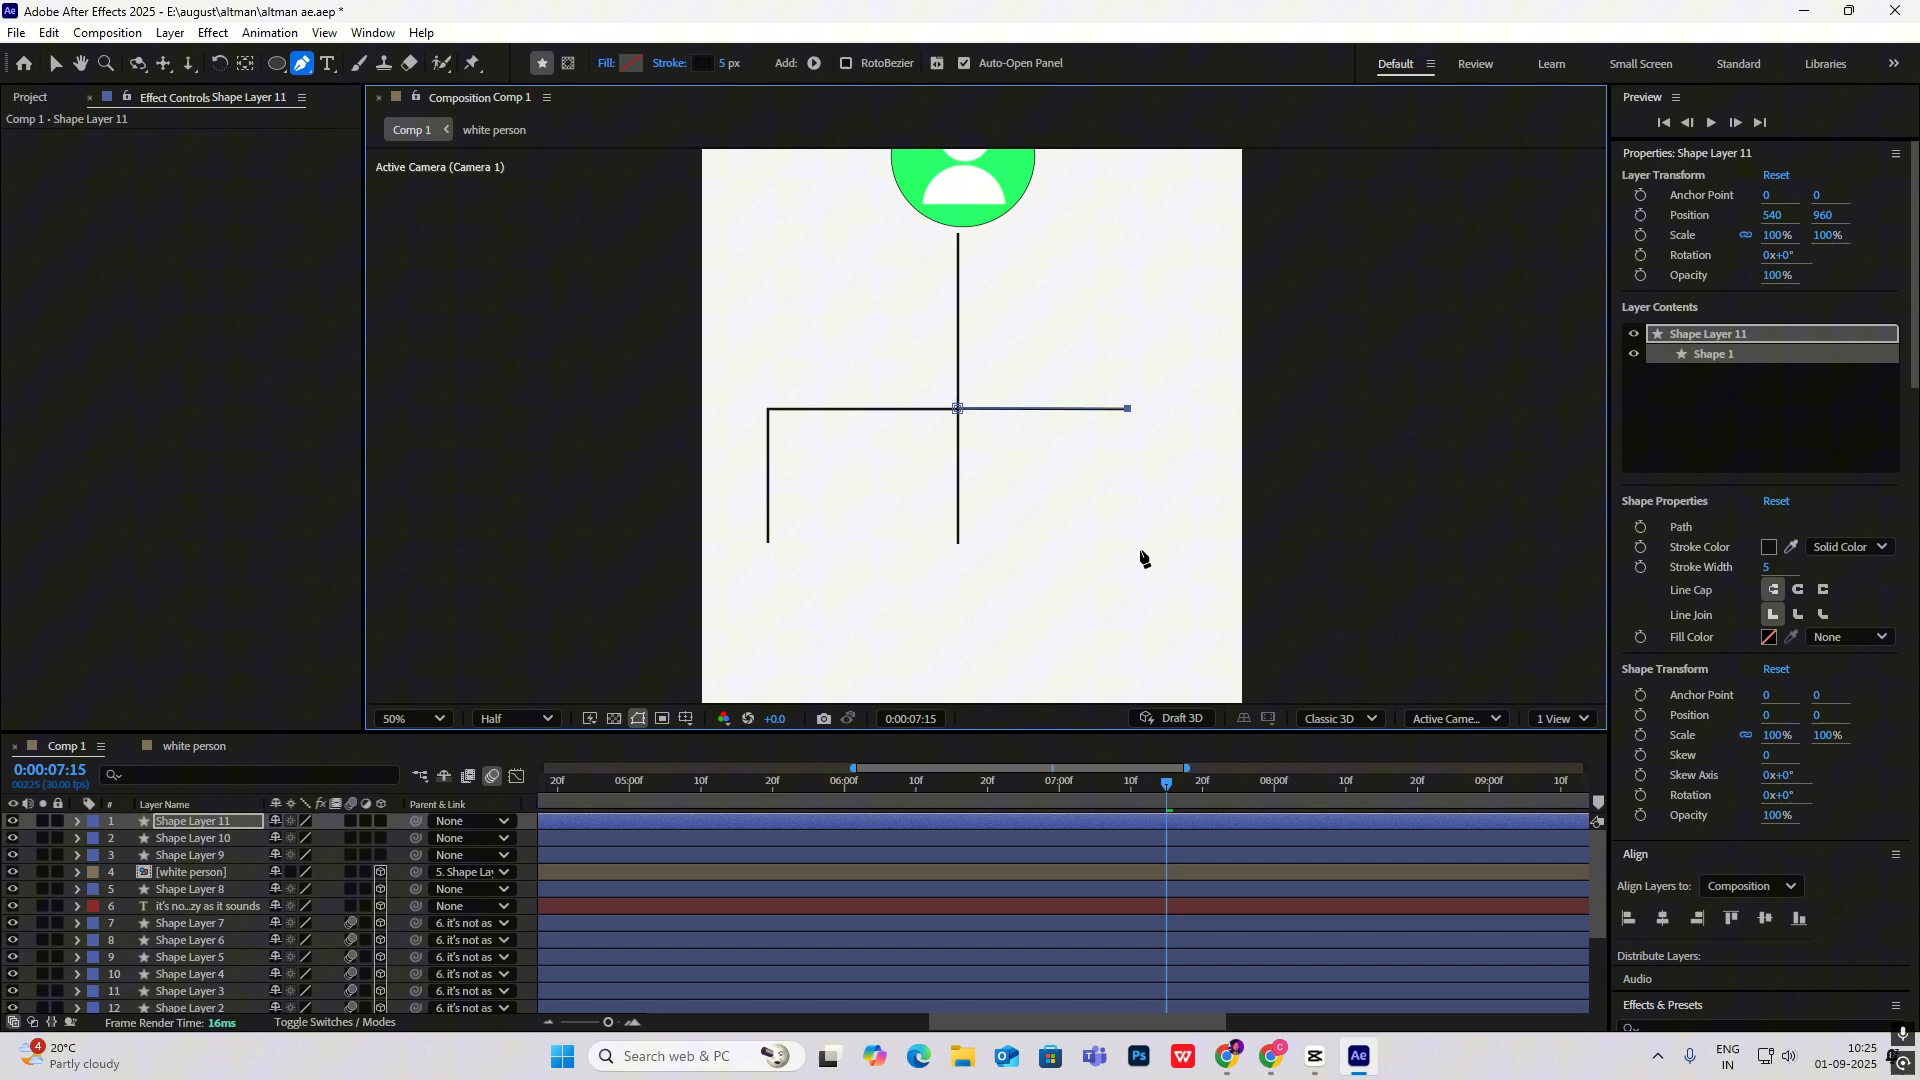 Adobe After Effects 2025 - E:\august\altman\altman ae.aep *
File Edit Composition Layer Effect Animation View Window Help
Fill: Stroke: 5 px Add: RotoBezier Auto-Open Panel
Default Review Learn Small Screen Standard Libraries
Project Effect Controls Shape Layer 11
Comp 1 • Shape Layer 11
Composition Comp 1
Comp 1 white person
Active Camera (Camera 1)
50% Half +0.0 0:00:07:15 Draft 3D Classic 3D Active Came... 1 View
Preview
Properties: Shape Layer 11
Layer Transform Reset
Anchor Point 0 0
Position 540 960
Scale 100% 100%
Rotation 0x+0°
Opacity 100%
Layer Contents
Shape Layer 11
Shape 1
Shape Properties Reset
Path
Stroke Color Solid Color
Stroke Width 5
Line Cap
Line Join
Fill Color None
Shape Transform Reset
Anchor Point 0 0
Position 0 0
Scale 100% 100%
Skew 0
Skew Axis 0x+0°
Rotation 0x+0°
Opacity 100%
Align
Align Layers to: Composition
Distribute Layers:
Audio
Effects & Presets
Comp 1 white person
0:00:07:15
00225 (30.00 fps)
20f 05:00f 10f 20f 06:00f 10f 20f 07:00f 10f 20f 08:00f 10f 20f 09:00f 10f
# Layer Name Parent & Link
1 Shape Layer 11 None
2 Shape Layer 10 None
3 Shape Layer 9 None
4 [white person] 5. Shape Lay
5 Shape Layer 8 None
6 T it's no...zy as it sounds None
7 Shape Layer 7 6. it's not as
8 Shape Layer 6 6. it's not as
9 Shape Layer 5 6. it's not as
10 Shape Layer 4 6. it's not as
11 Shape Layer 3 6. it's not as
12 Shape Layer 2 6. it's not as
Frame Render Time: 16ms Toggle Switches / Modes
4 20°C
Partly cloudy
Search web & PC
ENG
IN
10:25
01-09-2025